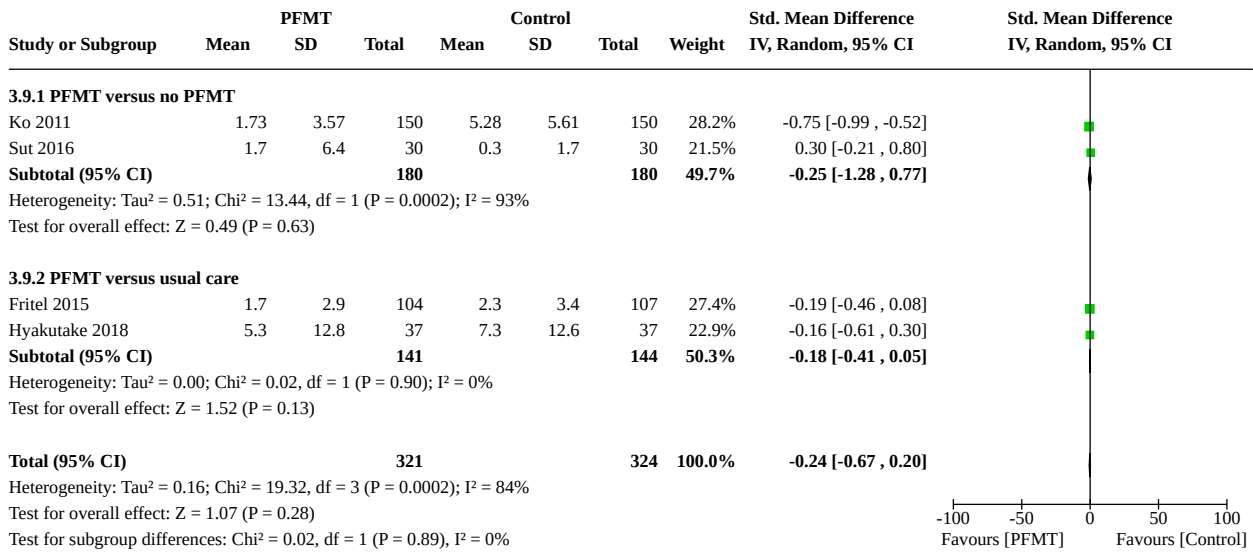 PFMT Control Std. Mean Difference Std. Mean Difference
Study or Subgroup Mean SD Total Mean SD Total Weight IV, Random, 95% CI IV, Random, 95% CI
3.9.1 PFMT versus no PFMT
Ko 2011 1.73 3.57 150 5.28 5.61 150 28.2% -0.75 [-0.99 , -0.52]
Sut 2016 1.7 6.4 30 0.3 1.7 30 21.5% 0.30 [-0.21 , 0.80]
Subtotal (95% CI) 180 180 49.7% -0.25 [-1.28 , 0.77]
Heterogeneity: Tau² = 0.51; Chi² = 13.44, df = 1 (P = 0.0002); I² = 93%
Test for overall effect: Z = 0.49 (P = 0.63)
3.9.2 PFMT versus usual care
Fritel 2015 1.7 2.9 104 2.3 3.4 107 27.4% -0.19 [-0.46 , 0.08]
Hyakutake 2018 5.3 12.8 37 7.3 12.6 37 22.9% -0.16 [-0.61 , 0.30]
Subtotal (95% CI) 141 144 50.3% -0.18 [-0.41 , 0.05]
Heterogeneity: Tau² = 0.00; Chi² = 0.02, df = 1 (P = 0.90); I² = 0%
Test for overall effect: Z = 1.52 (P = 0.13)
Total (95% CI) 321 324 100.0% -0.24 [-0.67 , 0.20]
Heterogeneity: Tau² = 0.16; Chi² = 19.32, df = 3 (P = 0.0002); I² = 84%
Test for overall effect: Z = 1.07 (P = 0.28)
-100 -50 0 50 100
Test for subgroup differences: Chi² = 0.02, df = 1 (P = 0.89), I² = 0% Favours [PFMT] Favours [Control]